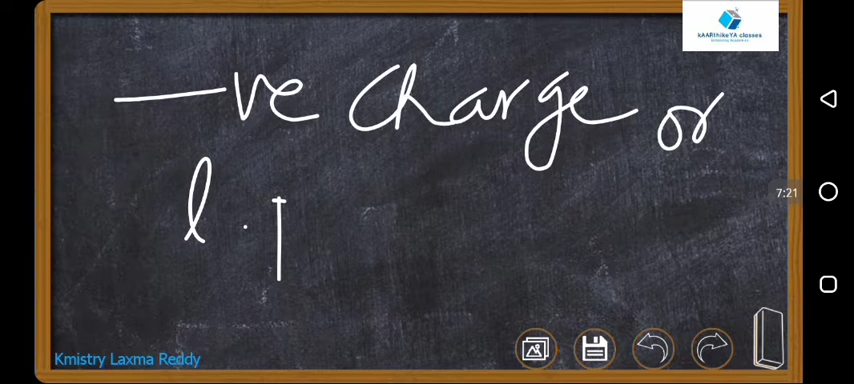 kAARthikeYA classes
-ve charge or
l.
7:21
Kmistry Laxma Reddy